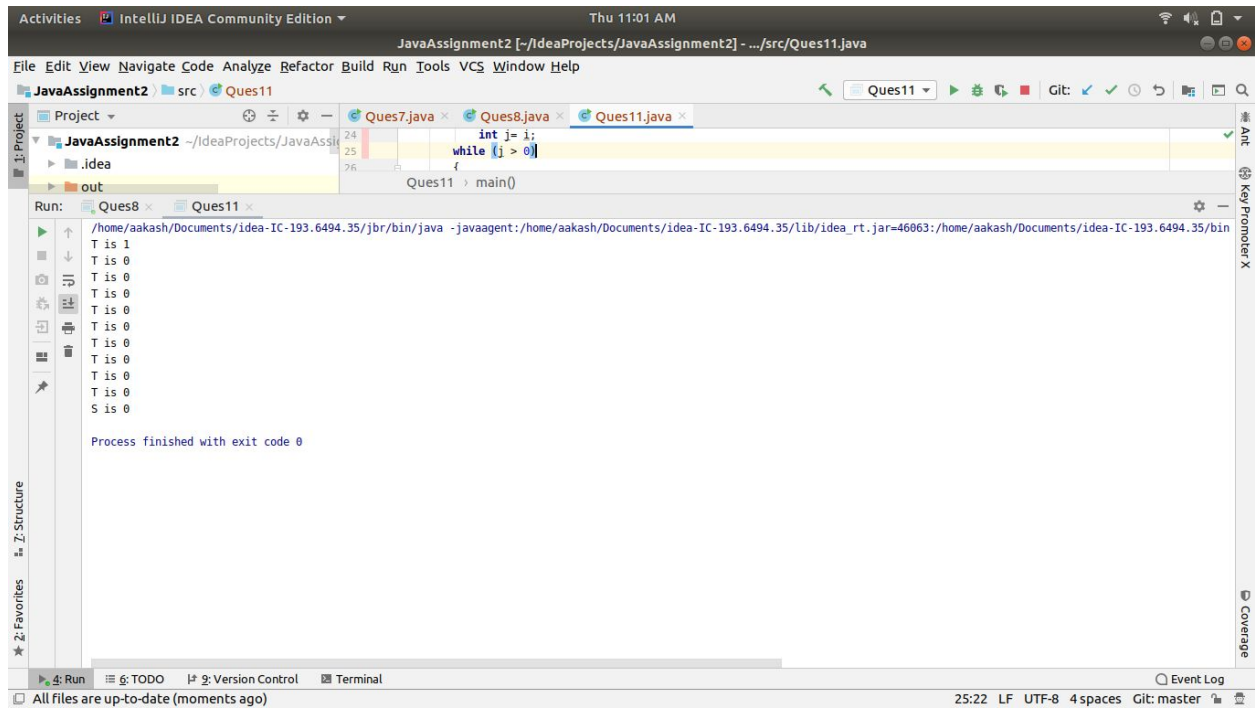 Activities IntelliJ IDEA Community Edition Thu 11:01 AM
JavaAssignment2 [~/IdeaProjects/JavaAssignment2] - .../src/Ques11.java
File Edit View Navigate Code Analyze Refactor Build Run Tools VCS Window Help
JavaAssignment2 src Ques11 Ques11 Git:
1: Project
Project
Ques7.java Ques8.java Ques11.java
JavaAssignment2 ~/IdeaProjects/JavaAssi
.idea
out
24 int j= i;
25 while (j > 0)
26 {
Ques11 > main()
Ant
Key Promoter X
Run: Ques8 Ques11
/home/aakash/Documents/idea-IC-193.6494.35/jbr/bin/java -javaagent:/home/aakash/Documents/idea-IC-193.6494.35/lib/idea_rt.jar=46063:/home/aakash/Documents/idea-IC-193.6494.35/bin
T is 1
T is 0
T is 0
T is 0
T is 0
T is 0
T is 0
T is 0
T is 0
T is 0
S is 0
Process finished with exit code 0
Z: Structure
2: Favorites
Coverage
4: Run 6: TODO 9: Version Control Terminal Event Log
All files are up-to-date (moments ago) 25:22 LF UTF-8 4 spaces Git: master